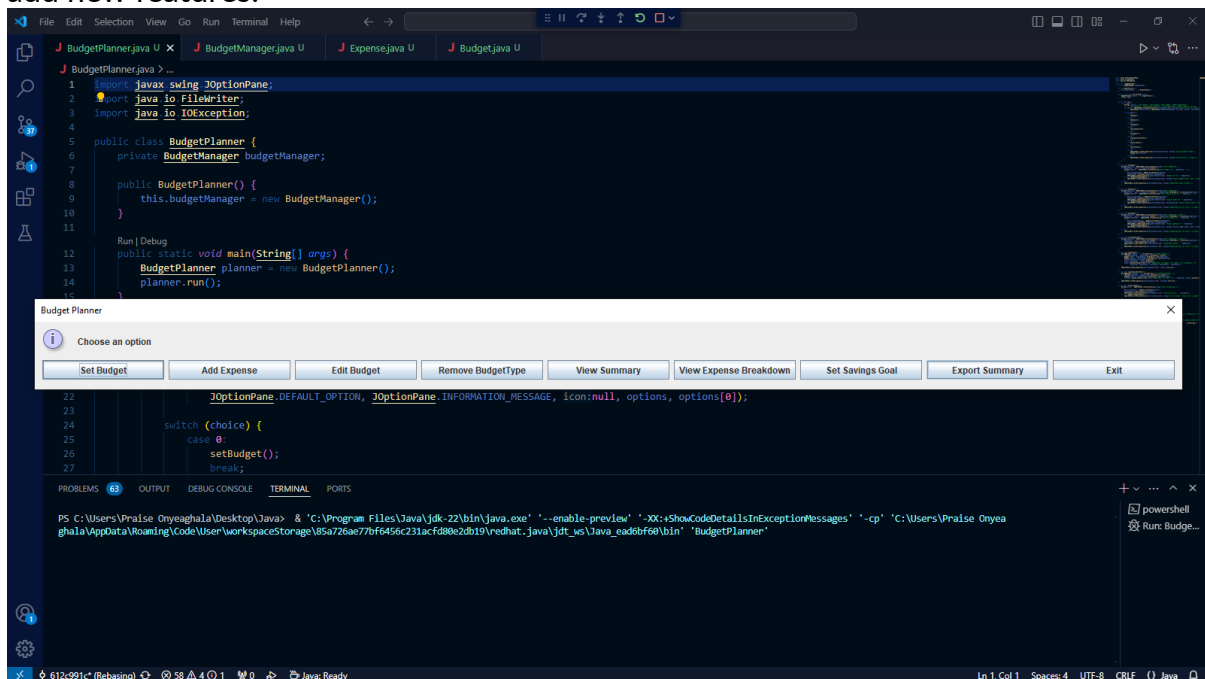 add new features.
File Edit Selection View Go Run Terminal Help
J BudgetPlanner.java U J BudgetManager.java U J Expense.java U J Budget.java U
J BudgetPlanner.java > ...
1 import javax.swing.JOptionPane;
2 import java.io.FileWriter;
3 import java.io.IOException;
4
5 public class BudgetPlanner {
6 private BudgetManager budgetManager;
7
8 public BudgetPlanner() {
9 this.budgetManager = new BudgetManager();
10 }
11
Run | Debug
12 public static void main(String[] args) {
13 BudgetPlanner planner = new BudgetPlanner();
14 planner.run();
15 }
Budget Planner
Choose an option
Set Budget Add Expense Edit Budget Remove BudgetType View Summary View Expense Breakdown Set Savings Goal Export Summary Exit
22 JOptionPane.DEFAULT_OPTION, JOptionPane.INFORMATION_MESSAGE, icon:null, options, options[0]);
23
24 switch (choice) {
25 case 0:
26 setBudget();
27 break;
PROBLEMS 63 OUTPUT DEBUG CONSOLE TERMINAL PORTS
PS C:\Users\Praise Onyeaghala\Desktop\Java> & 'C:\Program Files\Java\jdk-22\bin\java.exe' '--enable-preview' '-XX:+ShowCodeDetailsInExceptionMessages' '-cp' 'C:\Users\Praise Onyea
ghala\AppData\Roaming\Code\User\workspaceStorage\85a726ae77bf6456c231acfd80e2db19\redhat.java\jdt_ws\Java_ead6bf60\bin' 'BudgetPlanner'
powershell
Run: Budge...
37
1
1
612c991c* (Rebasing) 58 4 1 0 Java: Ready Ln 1, Col 1 Spaces: 4 UTF-8 CRLF {} Java